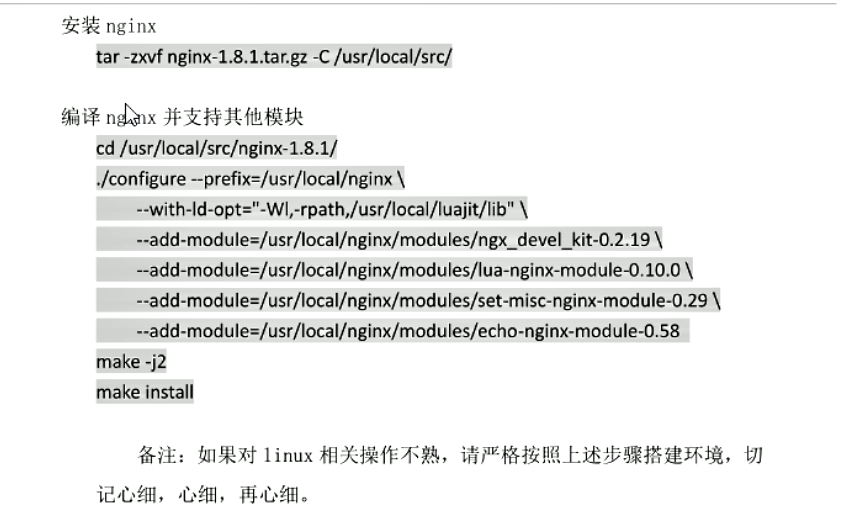 安装 nginx
tar -zxvf nginx-1.8.1.tar.gz -C /usr/local/src/
编译 nginx 并支持其他模块
cd /usr/local/src/nginx-1.8.1/
./configure --prefix=/usr/local/nginx \
--with-ld-opt="-Wl,-rpath,/usr/local/luajit/lib" \
--add-module=/usr/local/nginx/modules/ngx_devel_kit-0.2.19 \
--add-module=/usr/local/nginx/modules/lua-nginx-module-0.10.0 \
--add-module=/usr/local/nginx/modules/set-misc-nginx-module-0.29 \
--add-module=/usr/local/nginx/modules/echo-nginx-module-0.58
make -j2
make install
备注：如果对 linux 相关操作不熟，请严格按照上述步骤搭建环境，切
记心细，心细，再心细。